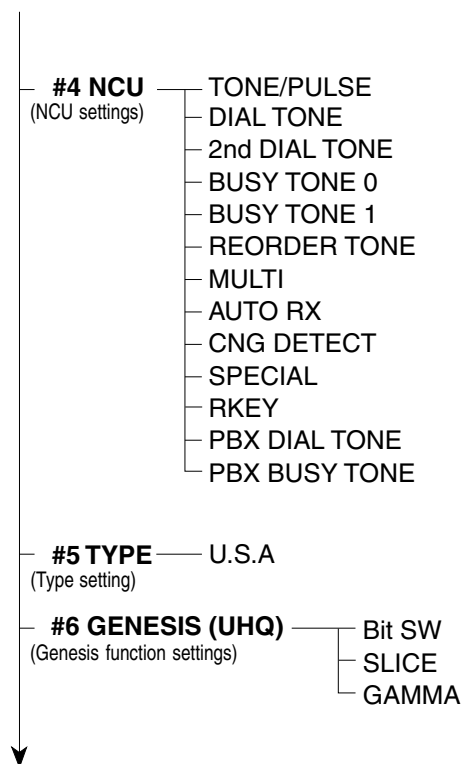 #4 NCU
(NCU settings)
TONE/PULSE
DIAL TONE
2nd DIAL TONE
BUSY TONE 0
BUSY TONE 1
REORDER TONE
MULTI
AUTO RX
CNG DETECT
SPECIAL
RKEY
PBX DIAL TONE
PBX BUSY TONE
#5 TYPE
(Type setting)
U.S.A
#6 GENESIS (UHQ)
(Genesis function settings)
Bit SW
SLICE
GAMMA